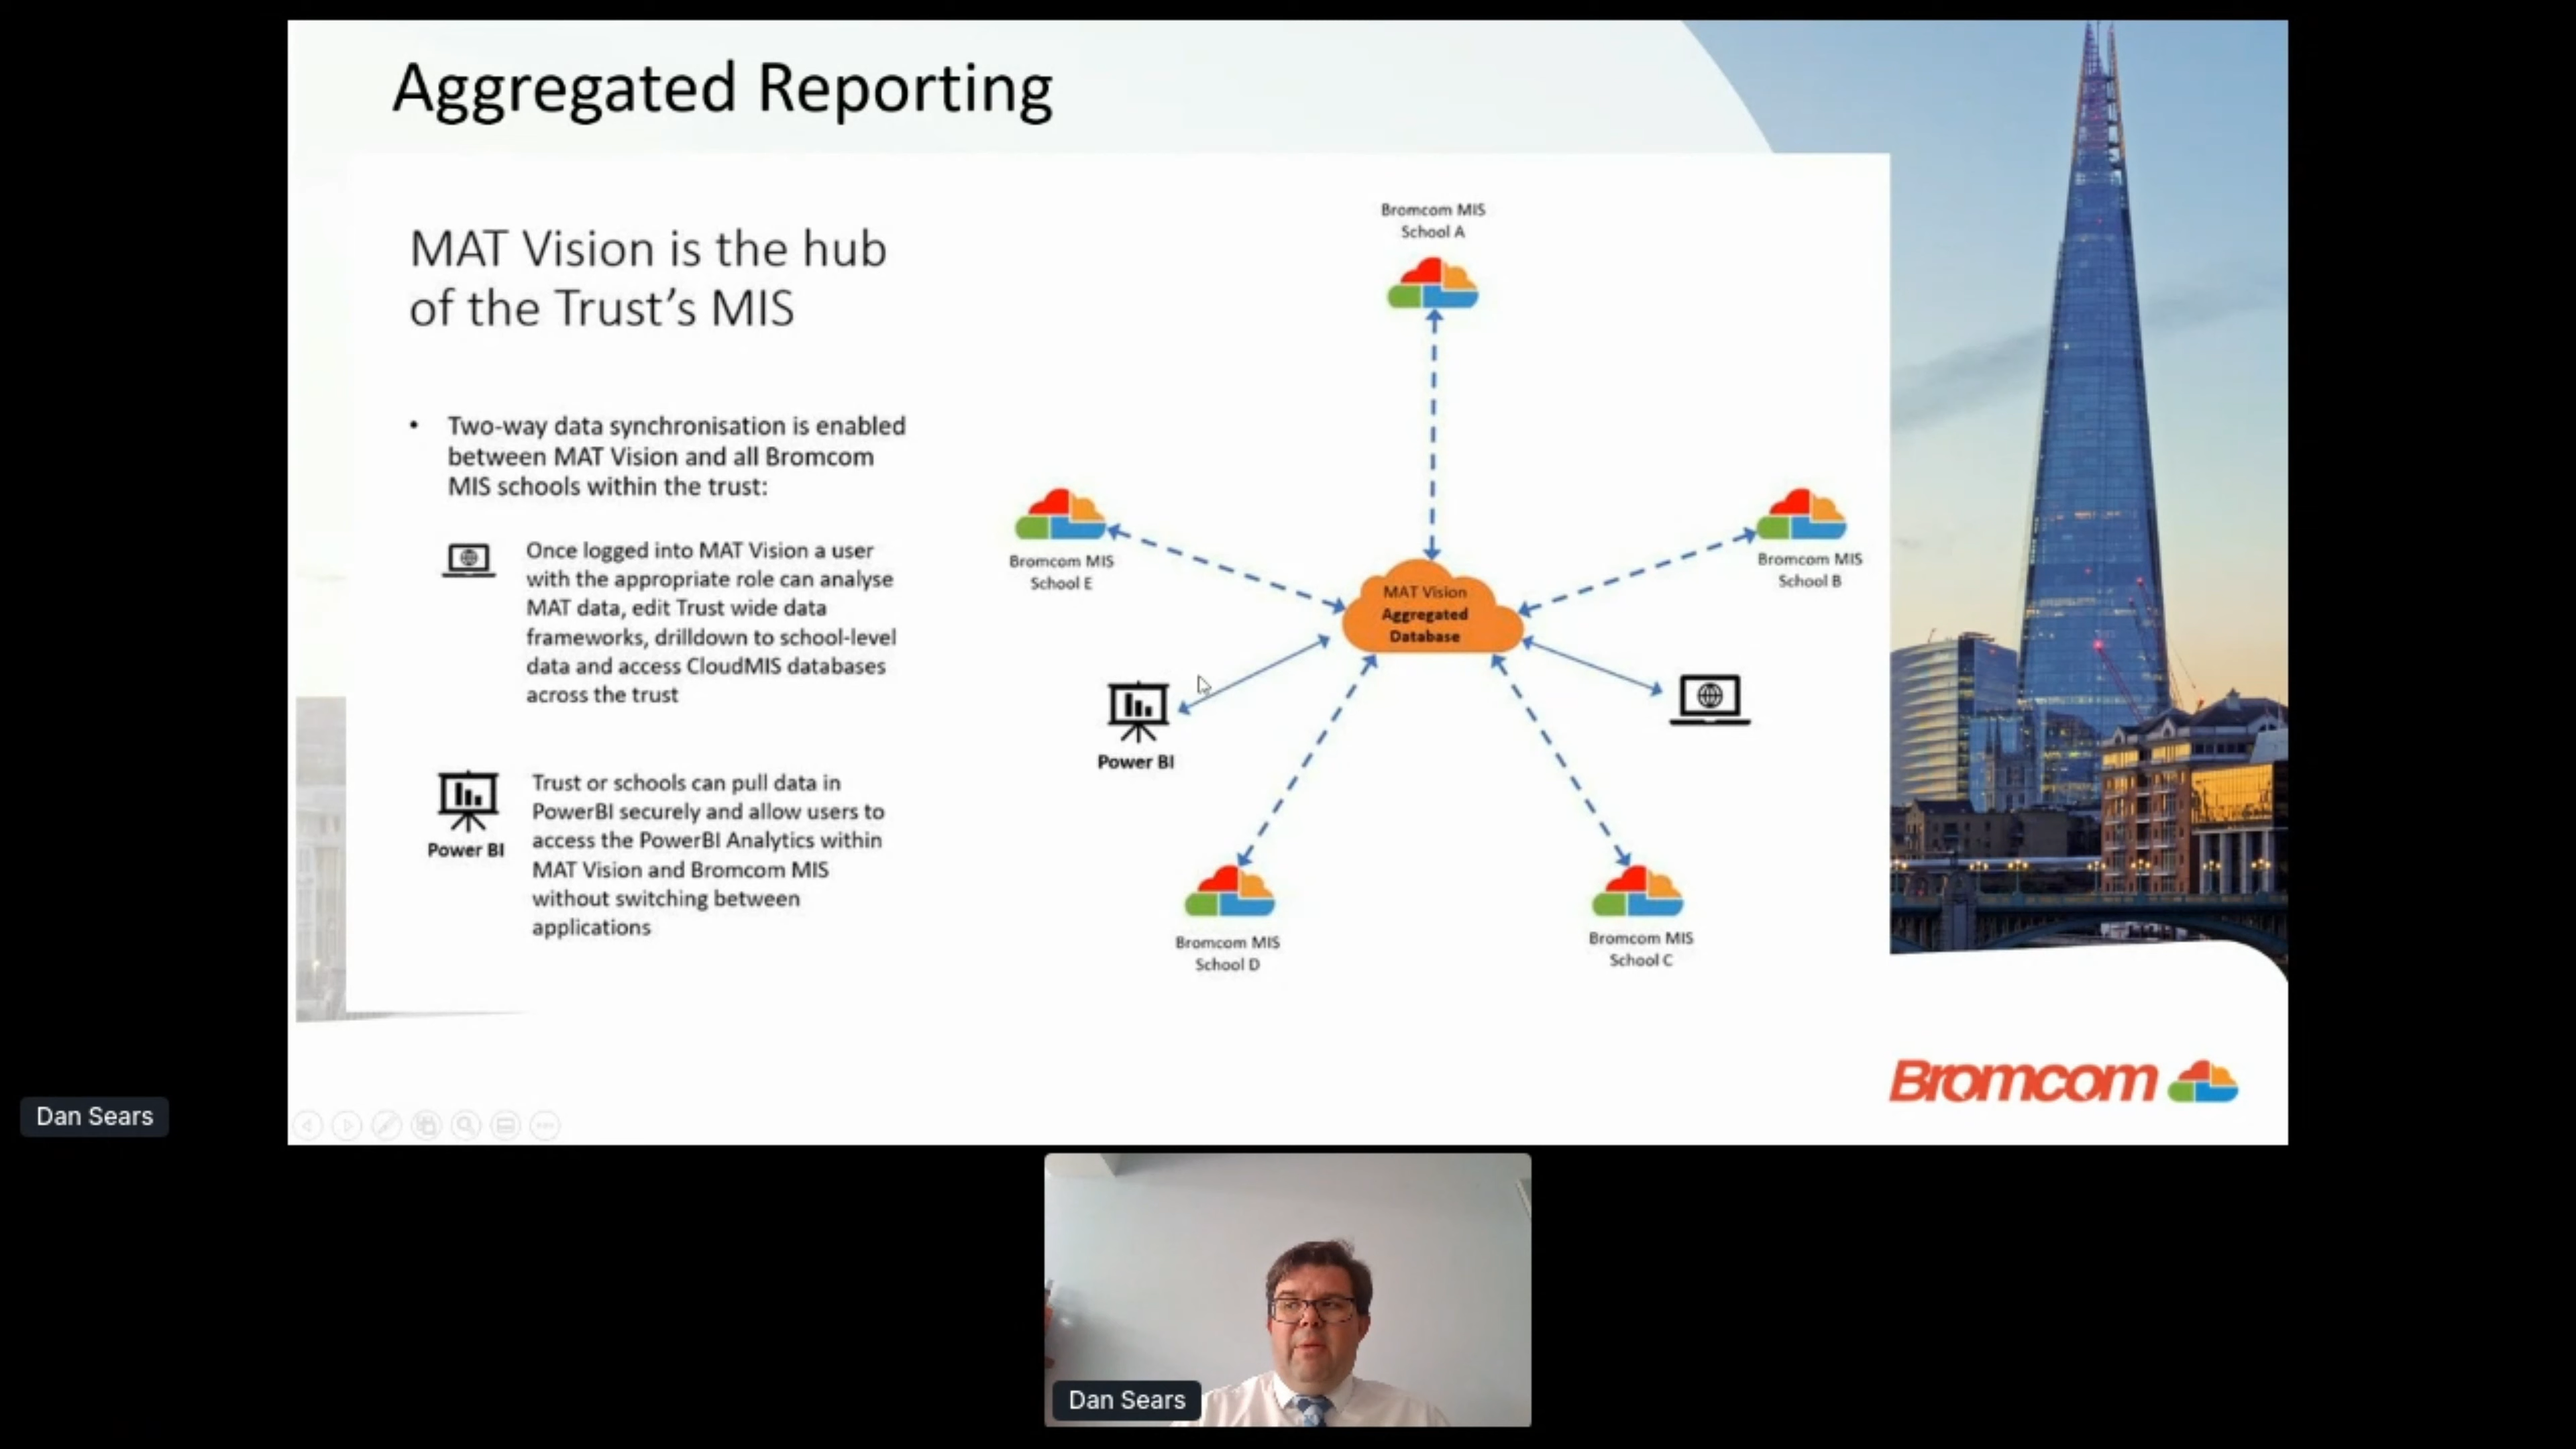 Aggregated Reporting
MAT Vision is the hub
of the Trust's MIS
• Two-way data synchronisation is enabled
between MAT Vision and all Bromcom
MIS schools within the trust:
Once logged into MAT Vision a user
with the appropriate role can analyse
MAT data, edit Trust wide data
frameworks, drilldown to school-level
data and access CloudMIS databases
across the trust
Power BI
Trust or schools can pull data in
PowerBI securely and allow users to
access the PowerBI Analytics within
MAT Vision and Bromcom MIS
without switching between
applications
Bromcom MIS
School A
Bromcom MIS
School E
Bromcom MIS
School B
MAT Vision
Aggregated
Database
Power BI
Bromcom MIS
School D
Bromcom MIS
School C
Bromcom
Dan Sears
Dan Sears